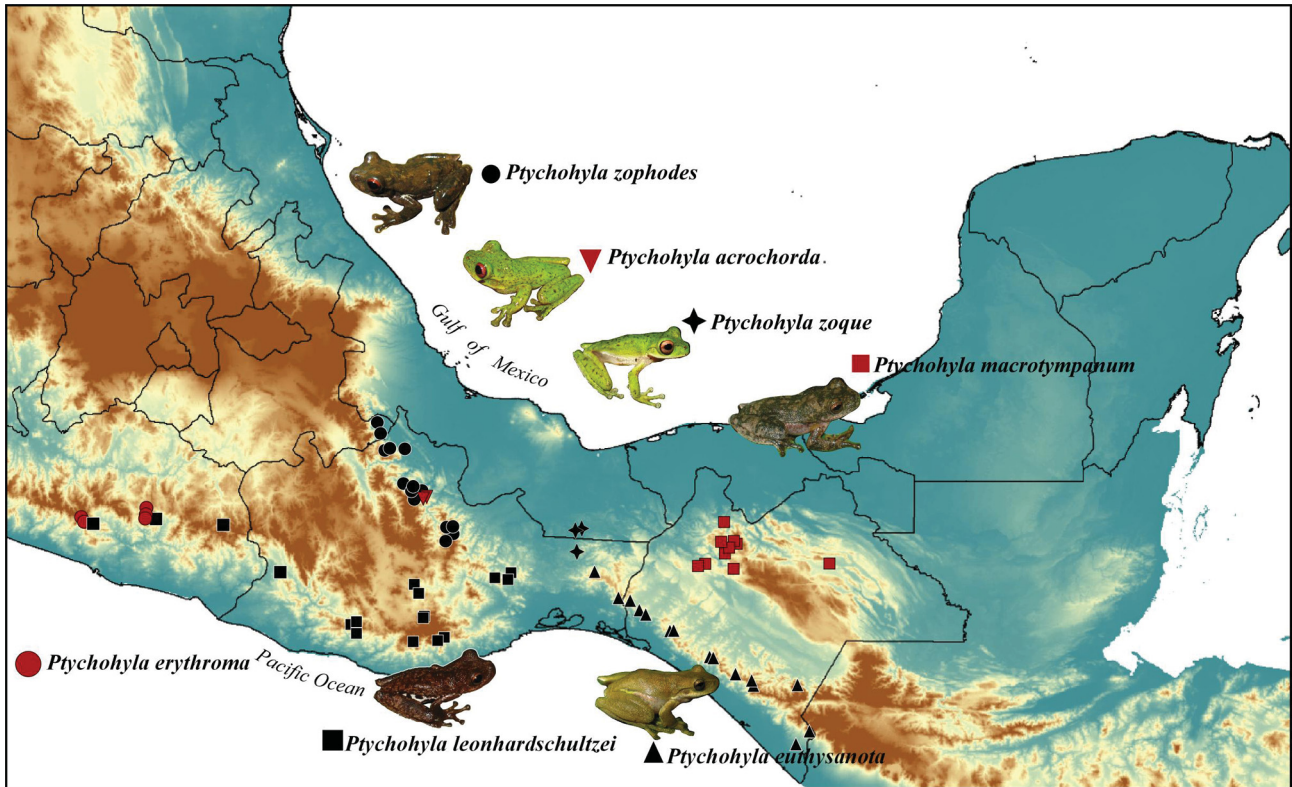 Ptychohyla zophodes
Ptychohyla acrochorda.
Gulf of Mexico
Ptychohyla zoque
Ptychohyla macrotympanum
Ptychohyla erythroma
Pacific Ocean
Ptychohyla leonhardschultzei
Ptychohyla euthysanota